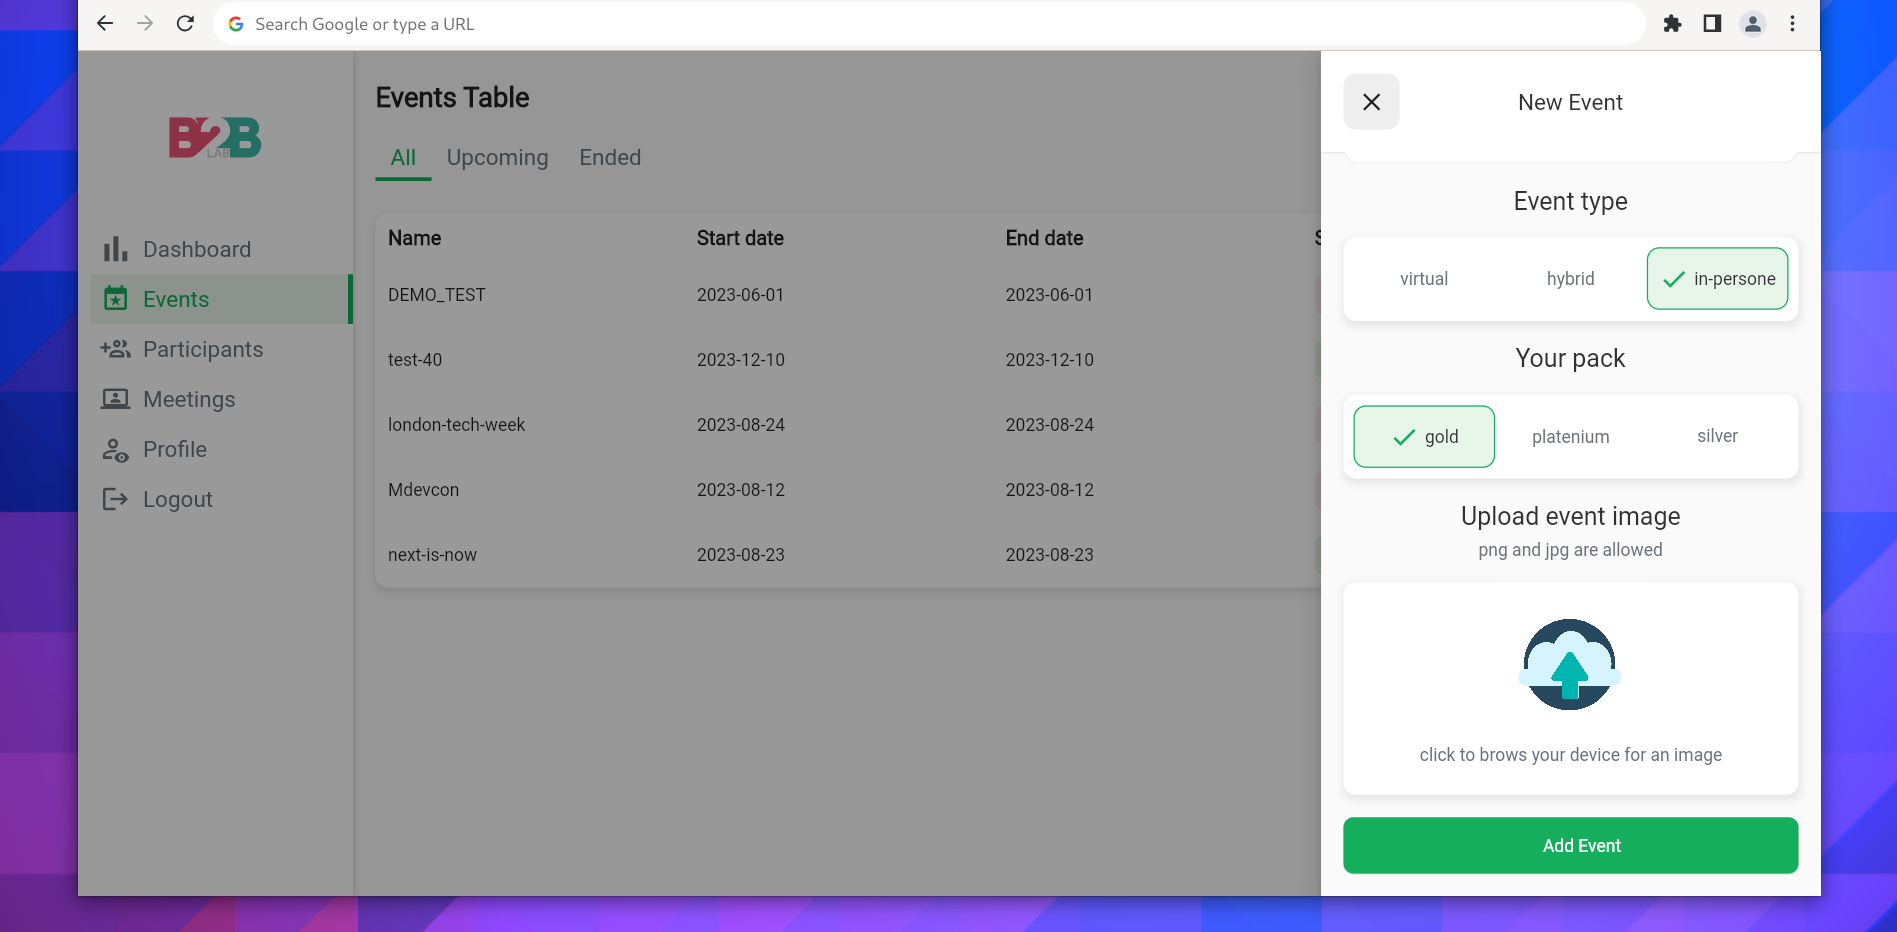 Search Google or type a URL
B2B
LAB
Dashboard
Events
Participants
Meetings
Profile
Logout
Events Table
All Upcoming Ended
Name Start date End date S
DEMO_TEST 2023-06-01 2023-06-01
test-40 2023-12-10 2023-12-10
london-tech-week 2023-08-24 2023-08-24
Mdevcon 2023-08-12 2023-08-12
next-is-now 2023-08-23 2023-08-23
New Event
Event type
virtual hybrid in-persone
Your pack
gold platenium silver
Upload event image
png and jpg are allowed
click to brows your device for an image
Add Event